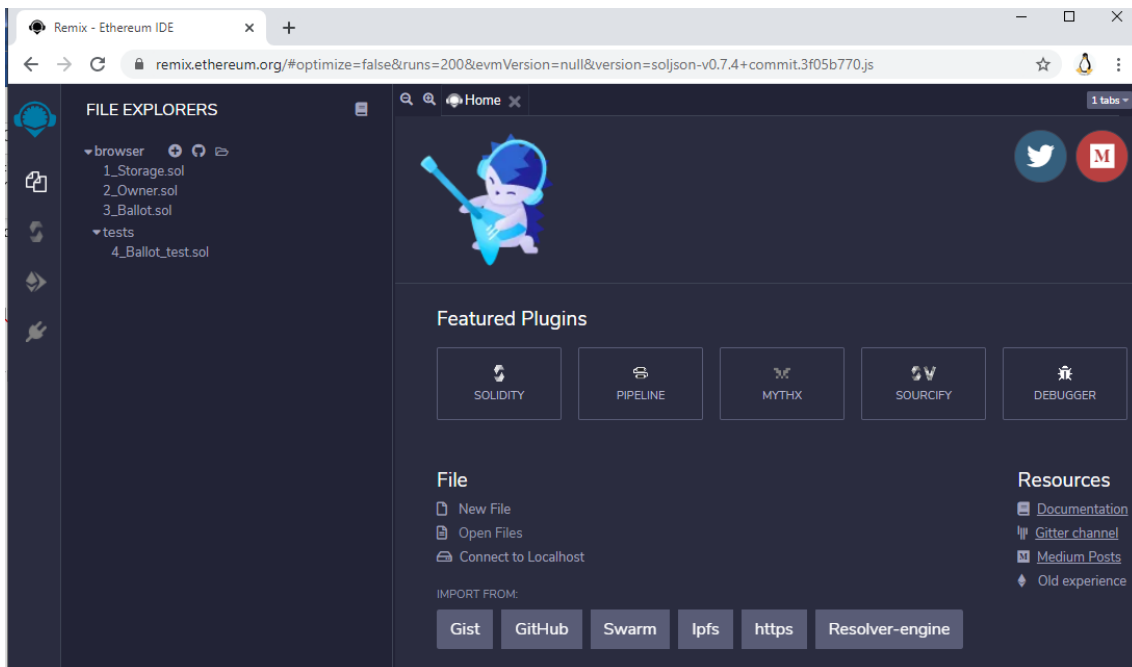 Remix - Ethereum IDE
remix.ethereum.org/#optimize=false&runs=200&evmVersion=null&version=soljson-v0.7.4+commit.3f05b770.js
FILE EXPLORERS
browser
1_Storage.sol
2_Owner.sol
3_Ballot.sol
tests
4_Ballot_test.sol
Home
1 tabs
M
Featured Plugins
SOLIDITY
PIPELINE
MYTHX
SOURCIFY
DEBUGGER
File
New File
Open Files
Connect to Localhost
IMPORT FROM:
Gist
GitHub
Swarm
Ipfs
https
Resolver-engine
Resources
Documentation
Gitter channel
Medium Posts
Old experience